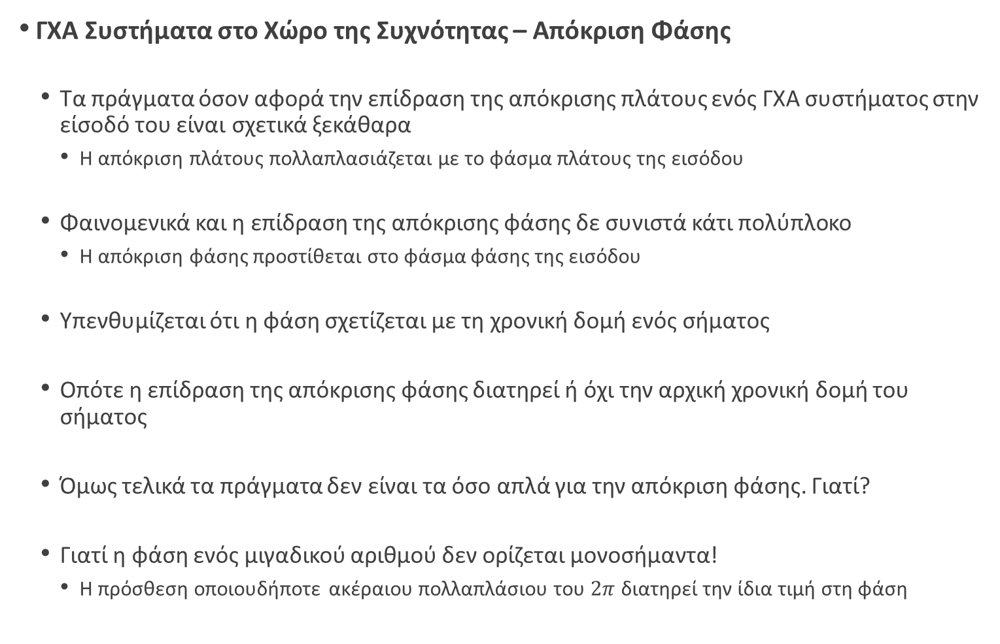 • ΓΧΑ Συστήματα στο Χώρο της Συχνότητας – Απόκριση Φάσης
• Τα πράγματα όσον αφορά την επίδραση της απόκρισης πλάτους ενός ΓΧΑ συστήματος στην
είσοδό του είναι σχετικά ξεκάθαρα
• Η απόκριση πλάτους πολλαπλασιάζεται με το φάσμα πλάτους της εισόδου
• Φαινομενικά και η επίδραση της απόκρισης φάσης δε συνιστά κάτι πολύπλοκο
• Η απόκριση φάσης προστίθεται στο φάσμα φάσης της εισόδου
• Υπενθυμίζεται ότι η φάση σχετίζεται με τη χρονική δομή ενός σήματος
• Οπότε η επίδραση της απόκρισης φάσης διατηρεί ή όχι την αρχική χρονική δομή του
σήματος
• Όμως τελικά τα πράγματα δεν είναι τα όσο απλά για την απόκριση φάσης. Γιατί?
• Γιατί η φάση ενός μιγαδικού αριθμού δεν ορίζεται μονοσήμαντα!
• Η πρόσθεση οποιουδήποτε ακέραιου πολλαπλάσιου του 2π διατηρεί την ίδια τιμή στη φάση